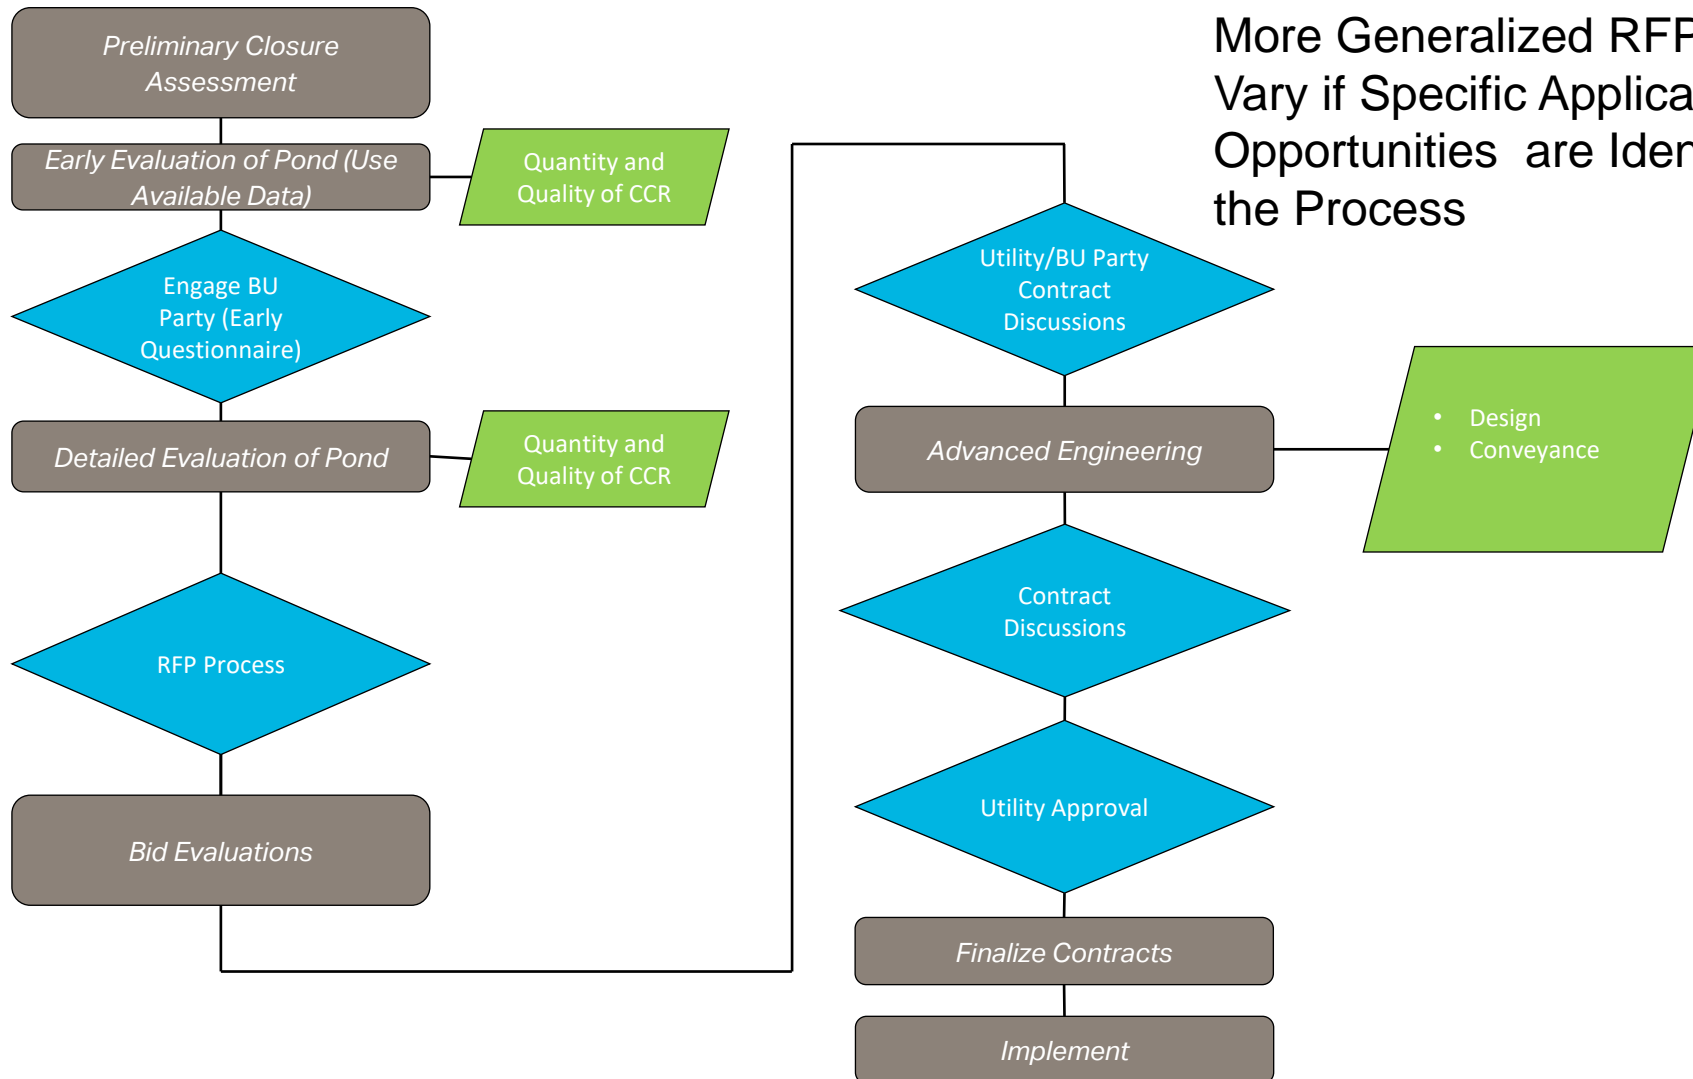 Preliminary Closure
Assessment
Early Evaluation of Pond (Use
Available Data)
Quantity and
Quality of CCR
Engage BU
Party (Early
Questionnaire)
Detailed Evaluation of Pond
Quantity and
Quality of CCR
RFP Process
Bid Evaluations
More Generalized RFP
Vary if Specific Applica
Opportunities  are Iden
the Process
Utility/BU Party
Contract
Discussions
Advanced Engineering
• Design
• Conveyance
Contract
Discussions
Utility Approval
Finalize Contracts
Implement